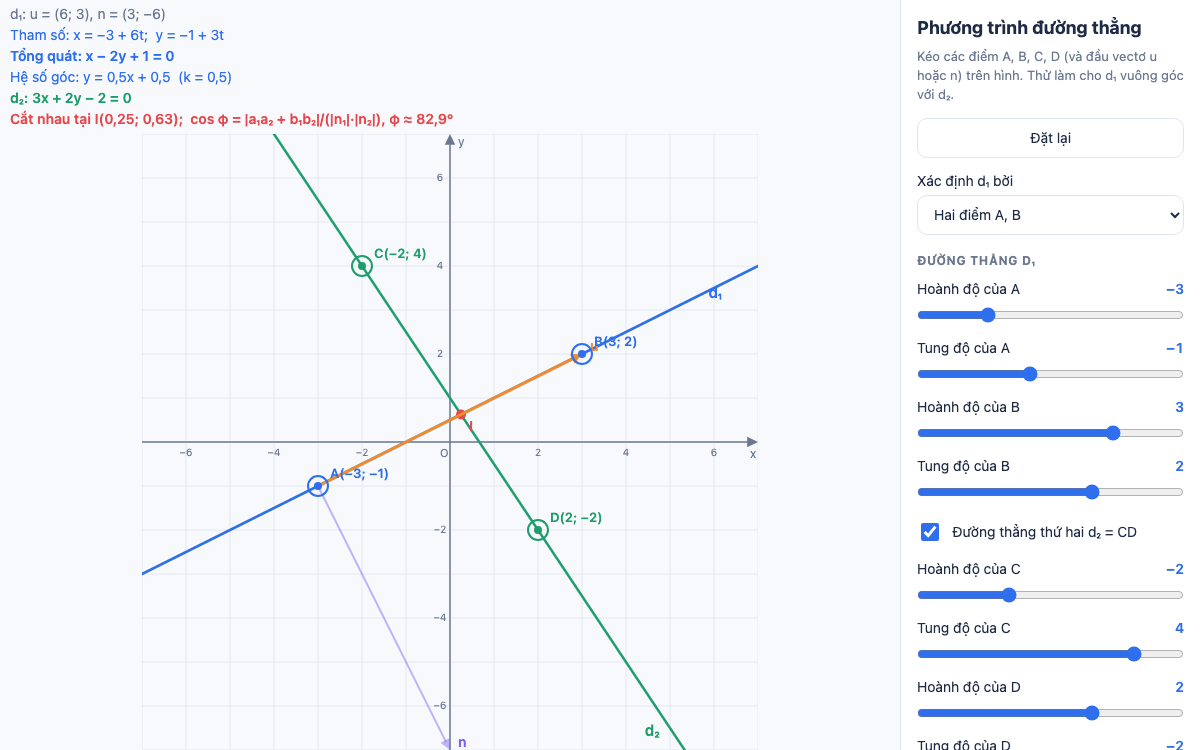 d₁: u = (6; 3), n = (3; −6)
Tham số: x = −3 + 6t;  y = −1 + 3t
Tổng quát: x − 2y + 1 = 0
Hệ số góc: y = 0,5x + 0,5  (k = 0,5)
d₂: 3x + 2y − 2 = 0
Cắt nhau tại I(0,25; 0,63);  cos φ = |a₁a₂ + b₁b₂|/(|n₁|·|n₂|), φ ≈ 82,9°
y
6
C(−2; 4)
4
d₁
B(3; 2)
2
I
−6
−4
−2
O
2
4
6
x
A(−3; −1)
D(2; −2)
−2
−4
−6
d₂
n
Phương trình đường thẳng
Kéo các điểm A, B, C, D (và đầu vectơ u
hoặc n) trên hình. Thử làm cho d₁ vuông góc
với d₂.
Đặt lại
Xác định d₁ bởi
Hai điểm A, B
ĐƯỜNG THẲNG D₁
Hoành độ của A −3
Tung độ của A −1
Hoành độ của B 3
Tung độ của B 2
Đường thẳng thứ hai d₂ = CD
Hoành độ của C −2
Tung độ của C 4
Hoành độ của D 2
Tung độ của D −2